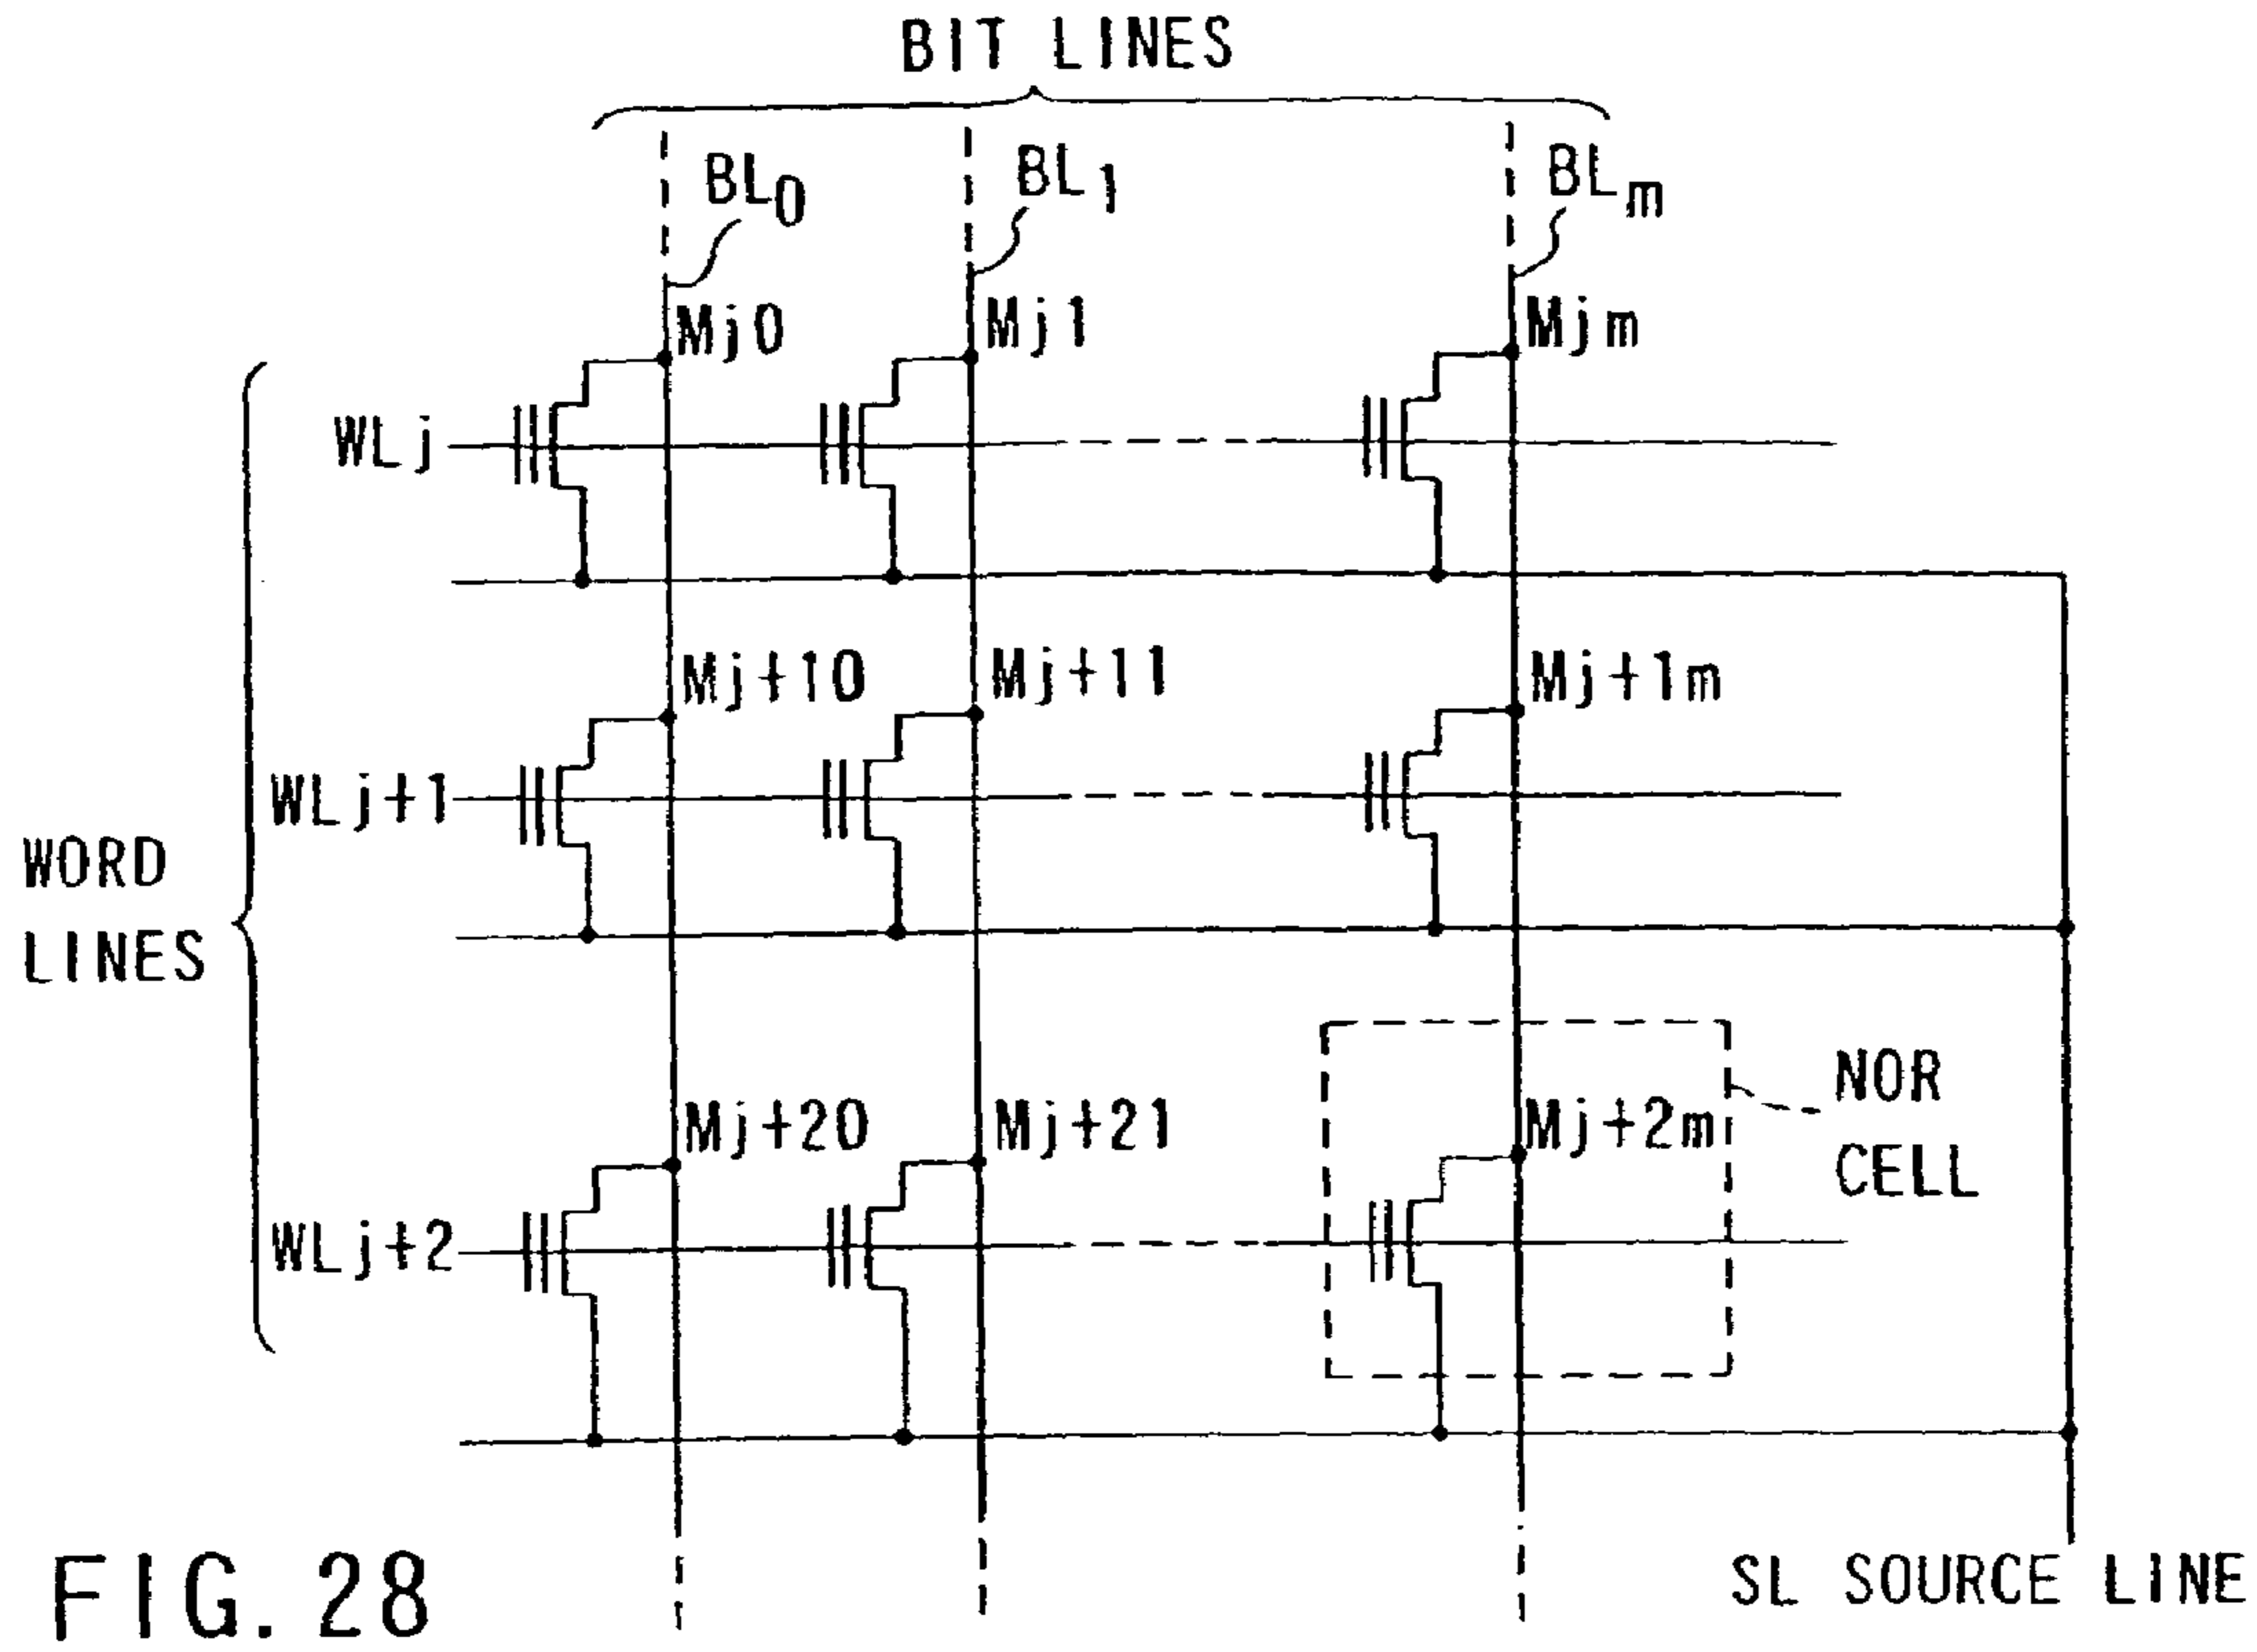 BIT LINES
BL0 BL1 BLm
Mj0 Mj1 Mjm
WLj
Mj+10 Mj+11 Mj+1m
WLj+1
WORD
LINES
NOR
CELL
Mj+20 Mj+21 Mj+2m
WLj+2
FIG. 28
SL SOURCE LINE